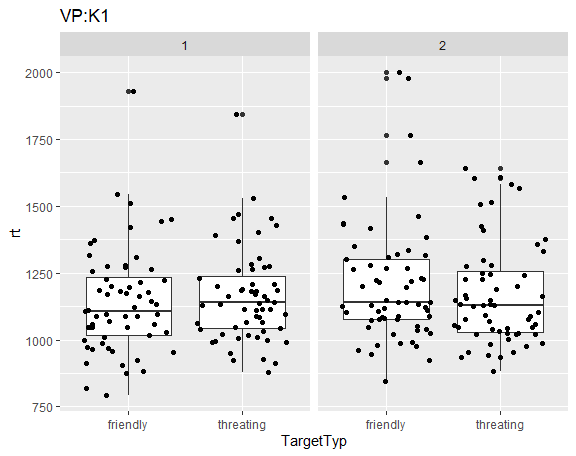 VP:K1
1 2
2000
1750
1500
1250
1000
750
rt
friendly threating friendly threating
TargetTyp